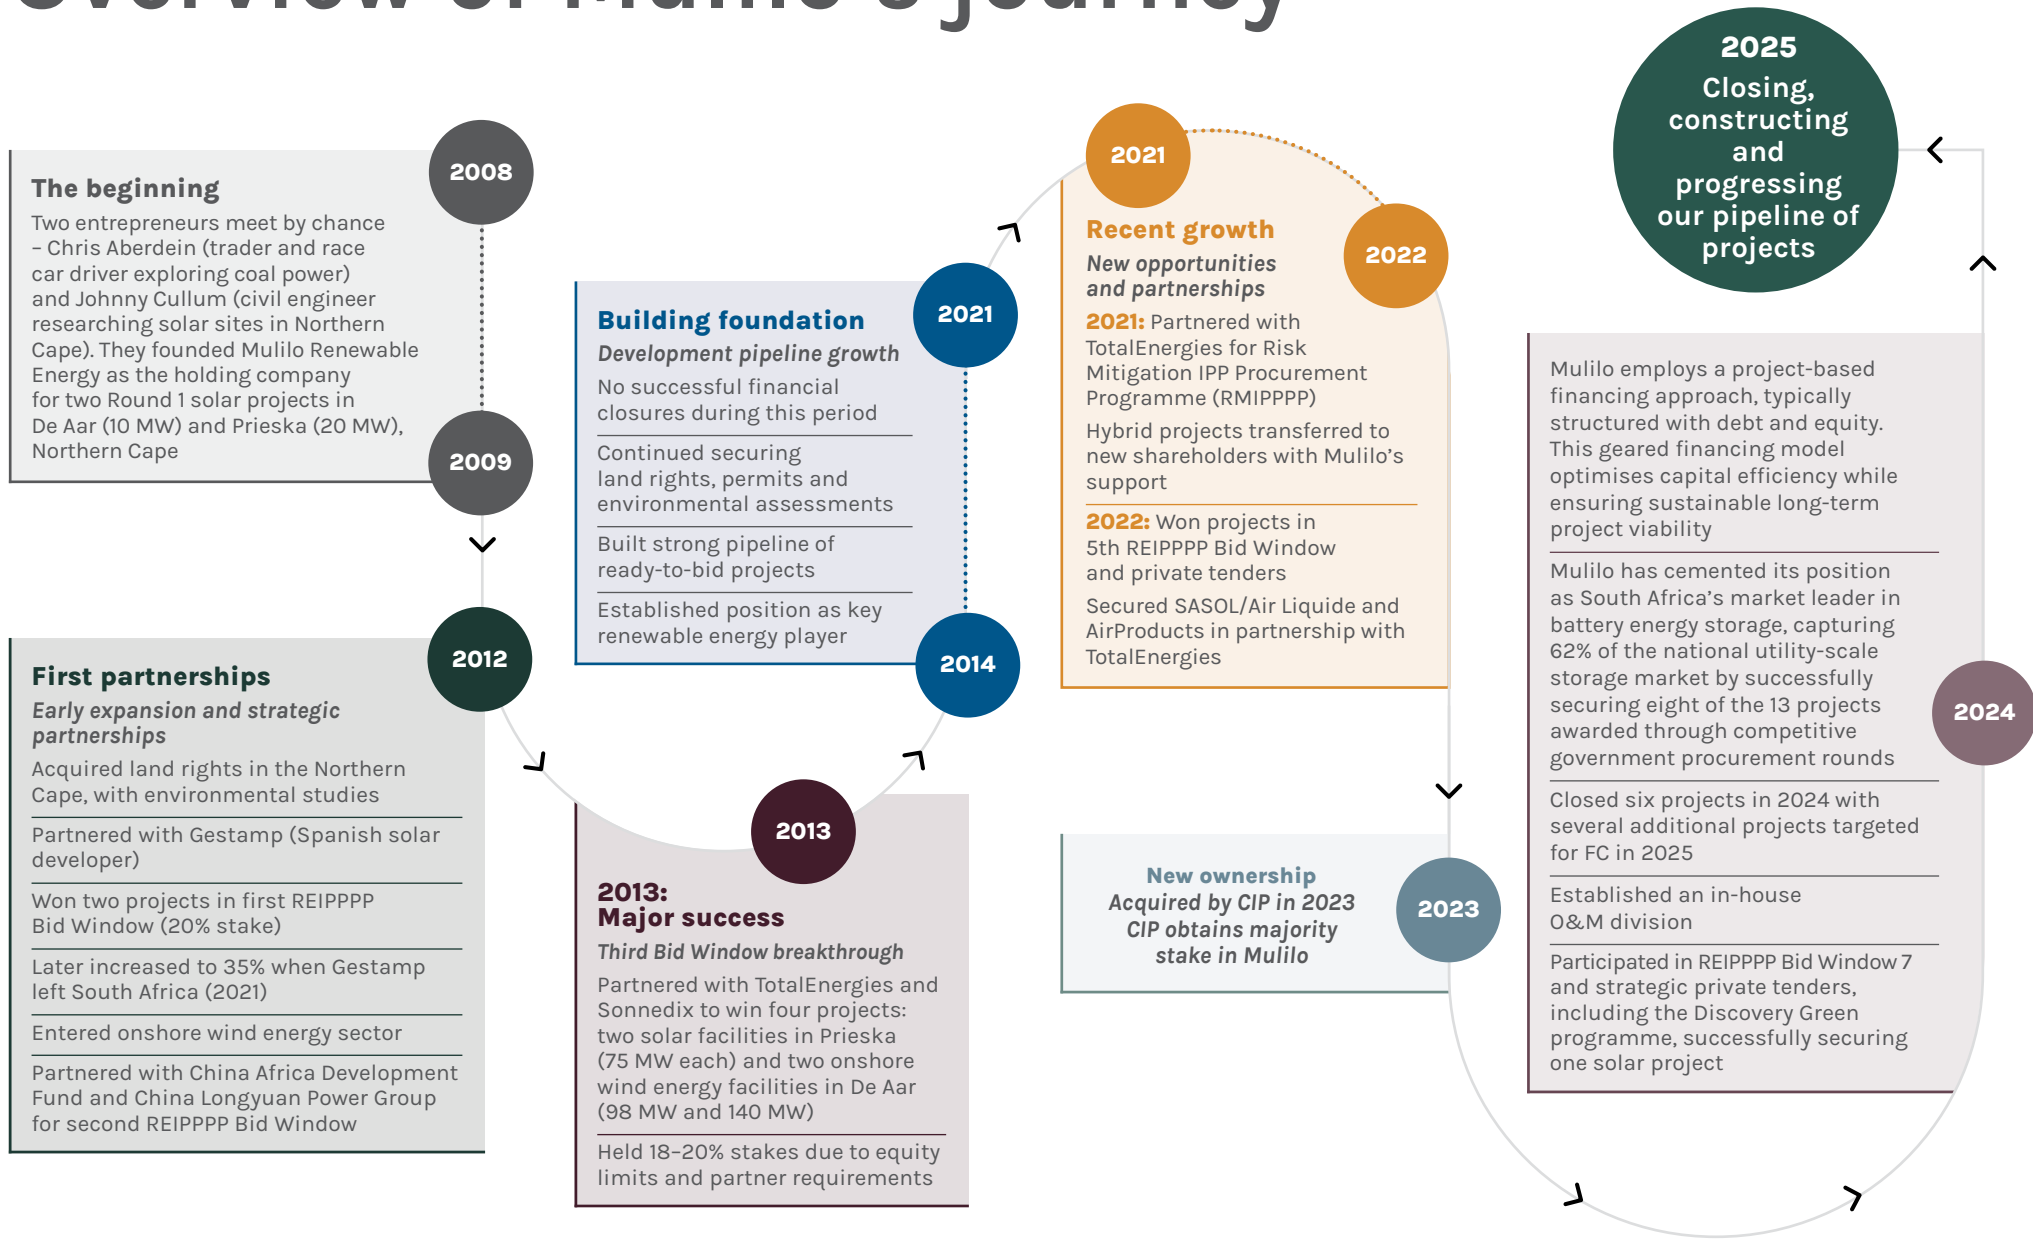 Overview of Mulilo's journey
2008
The beginning
Two entrepreneurs meet by chance
– Chris Aberdein (trader and race
car driver exploring coal power)
and Johnny Cullum (civil engineer
researching solar sites in Northern
Cape). They founded Mulilo Renewable
Energy as the holding company
for two Round 1 solar projects in
De Aar (10 MW) and Prieska (20 MW),
Northern Cape
2009
2012
First partnerships
Early expansion and strategic
partnerships
Acquired land rights in the Northern
Cape, with environmental studies
Partnered with Gestamp (Spanish solar
developer)
Won two projects in first REIPPPP
Bid Window (20% stake)
Later increased to 35% when Gestamp
left South Africa (2021)
Entered onshore wind energy sector
Partnered with China Africa Development
Fund and China Longyuan Power Group
for second REIPPPP Bid Window
2013
2013:
Major success
Third Bid Window breakthrough
Partnered with TotalEnergies and
Sonnedix to win four projects:
two solar facilities in Prieska
(75 MW each) and two onshore
wind energy facilities in De Aar
(98 MW and 140 MW)
Held 18–20% stakes due to equity
limits and partner requirements
2021
Building foundation
Development pipeline growth
No successful financial
closures during this period
Continued securing
land rights, permits and
environmental assessments
Built strong pipeline of
ready-to-bid projects
Established position as key
renewable energy player
2014
2021
2022
Recent growth
New opportunities
and partnerships
2021: Partnered with
TotalEnergies for Risk
Mitigation IPP Procurement
Programme (RMIPPPP)
Hybrid projects transferred to
new shareholders with Mulilo's
support
2022: Won projects in
5th REIPPPP Bid Window
and private tenders
Secured SASOL/Air Liquide and
AirProducts in partnership with
TotalEnergies
New ownership
Acquired by CIP in 2023
CIP obtains majority
stake in Mulilo
2023
Mulilo employs a project-based
financing approach, typically
structured with debt and equity.
This geared financing model
optimises capital efficiency while
ensuring sustainable long-term
project viability
Mulilo has cemented its position
as South Africa's market leader in
battery energy storage, capturing
62% of the national utility-scale
storage market by successfully
securing eight of the 13 projects
awarded through competitive
government procurement rounds
Closed six projects in 2024 with
several additional projects targeted
for FC in 2025
Established an in-house
O&M division
Participated in REIPPPP Bid Window 7
and strategic private tenders,
including the Discovery Green
programme, successfully securing
one solar project
2024
2025
Closing,
constructing
and
progressing
our pipeline of
projects